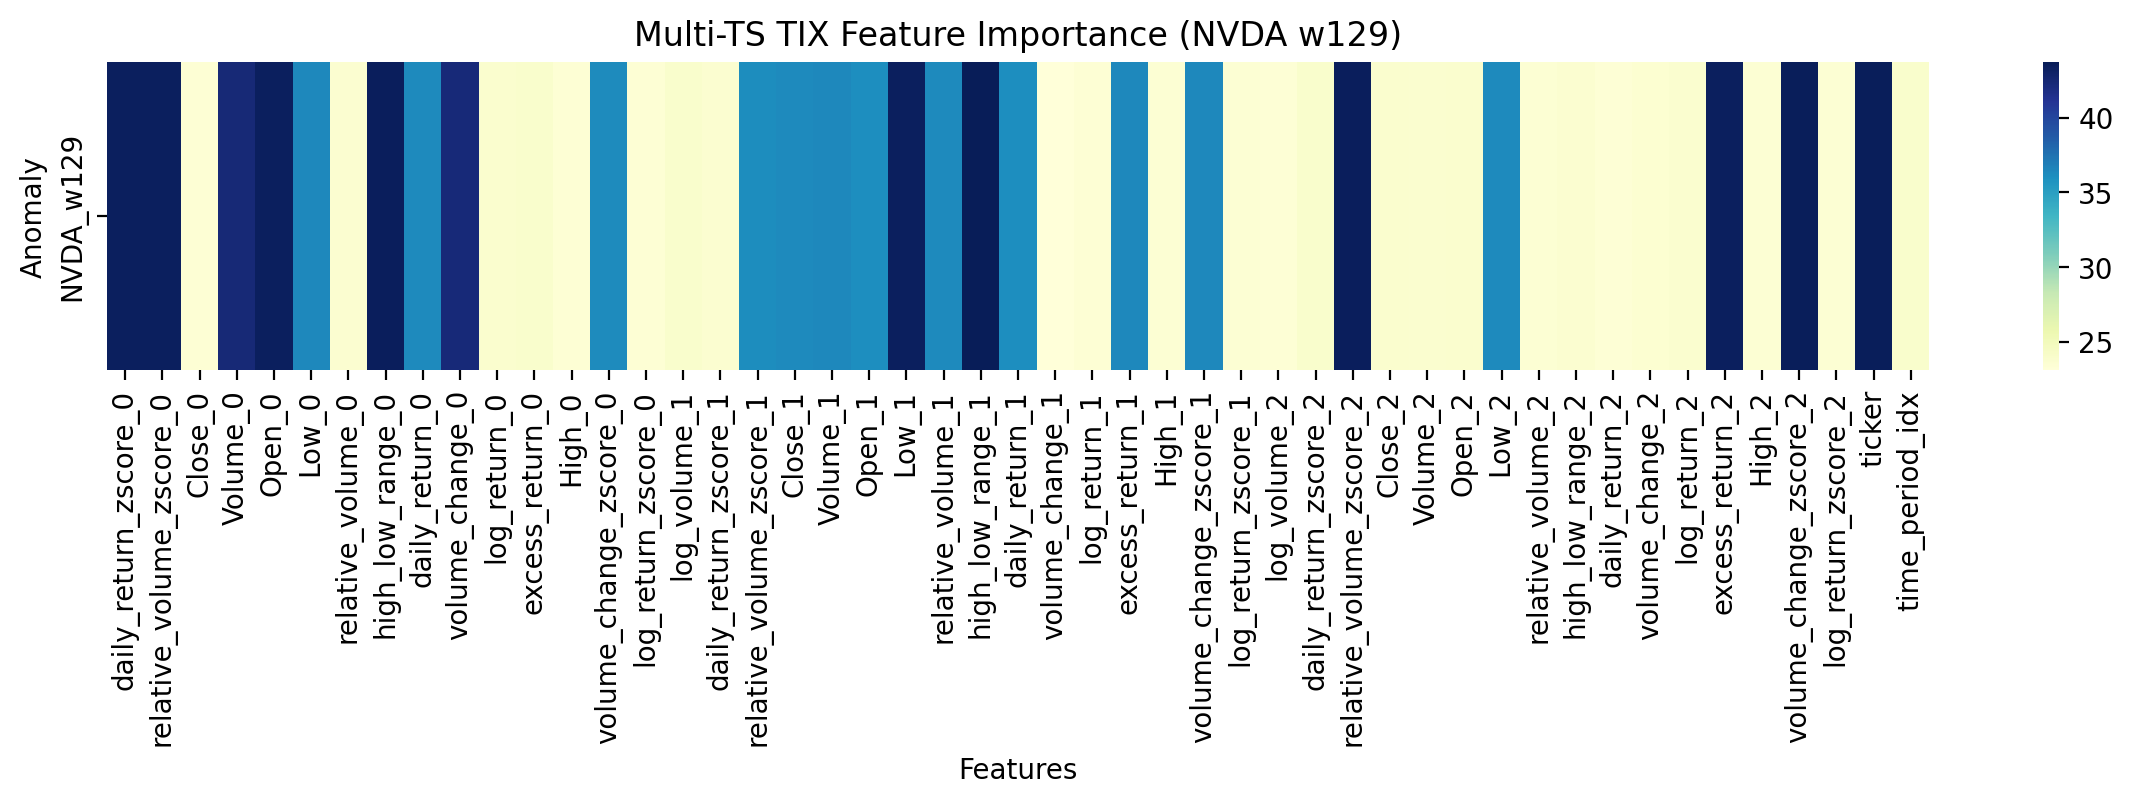 Multi-TS TIX Feature Importance (NVDA w129)
Anomaly
NVDA_w129
40
35
30
25
daily_return_zscore_0
relative_volume_zscore_0
Close_0
Volume_0
Open_0
Low_0
relative_volume_0
high_low_range_0
daily_return_0
volume_change_0
log_return_0
excess_return_0
High_0
volume_change_zscore_0
log_return_zscore_0
log_volume_1
daily_return_zscore_1
relative_volume_zscore_1
Close_1
Volume_1
Open_1
Low_1
relative_volume_1
high_low_range_1
daily_return_1
volume_change_1
log_return_1
excess_return_1
High_1
volume_change_zscore_1
log_return_zscore_1
log_volume_2
daily_return_zscore_2
relative_volume_zscore_2
Close_2
Volume_2
Open_2
Low_2
relative_volume_2
high_low_range_2
daily_return_2
volume_change_2
log_return_2
excess_return_2
High_2
volume_change_zscore_2
log_return_zscore_2
ticker
time_period_idx
Features